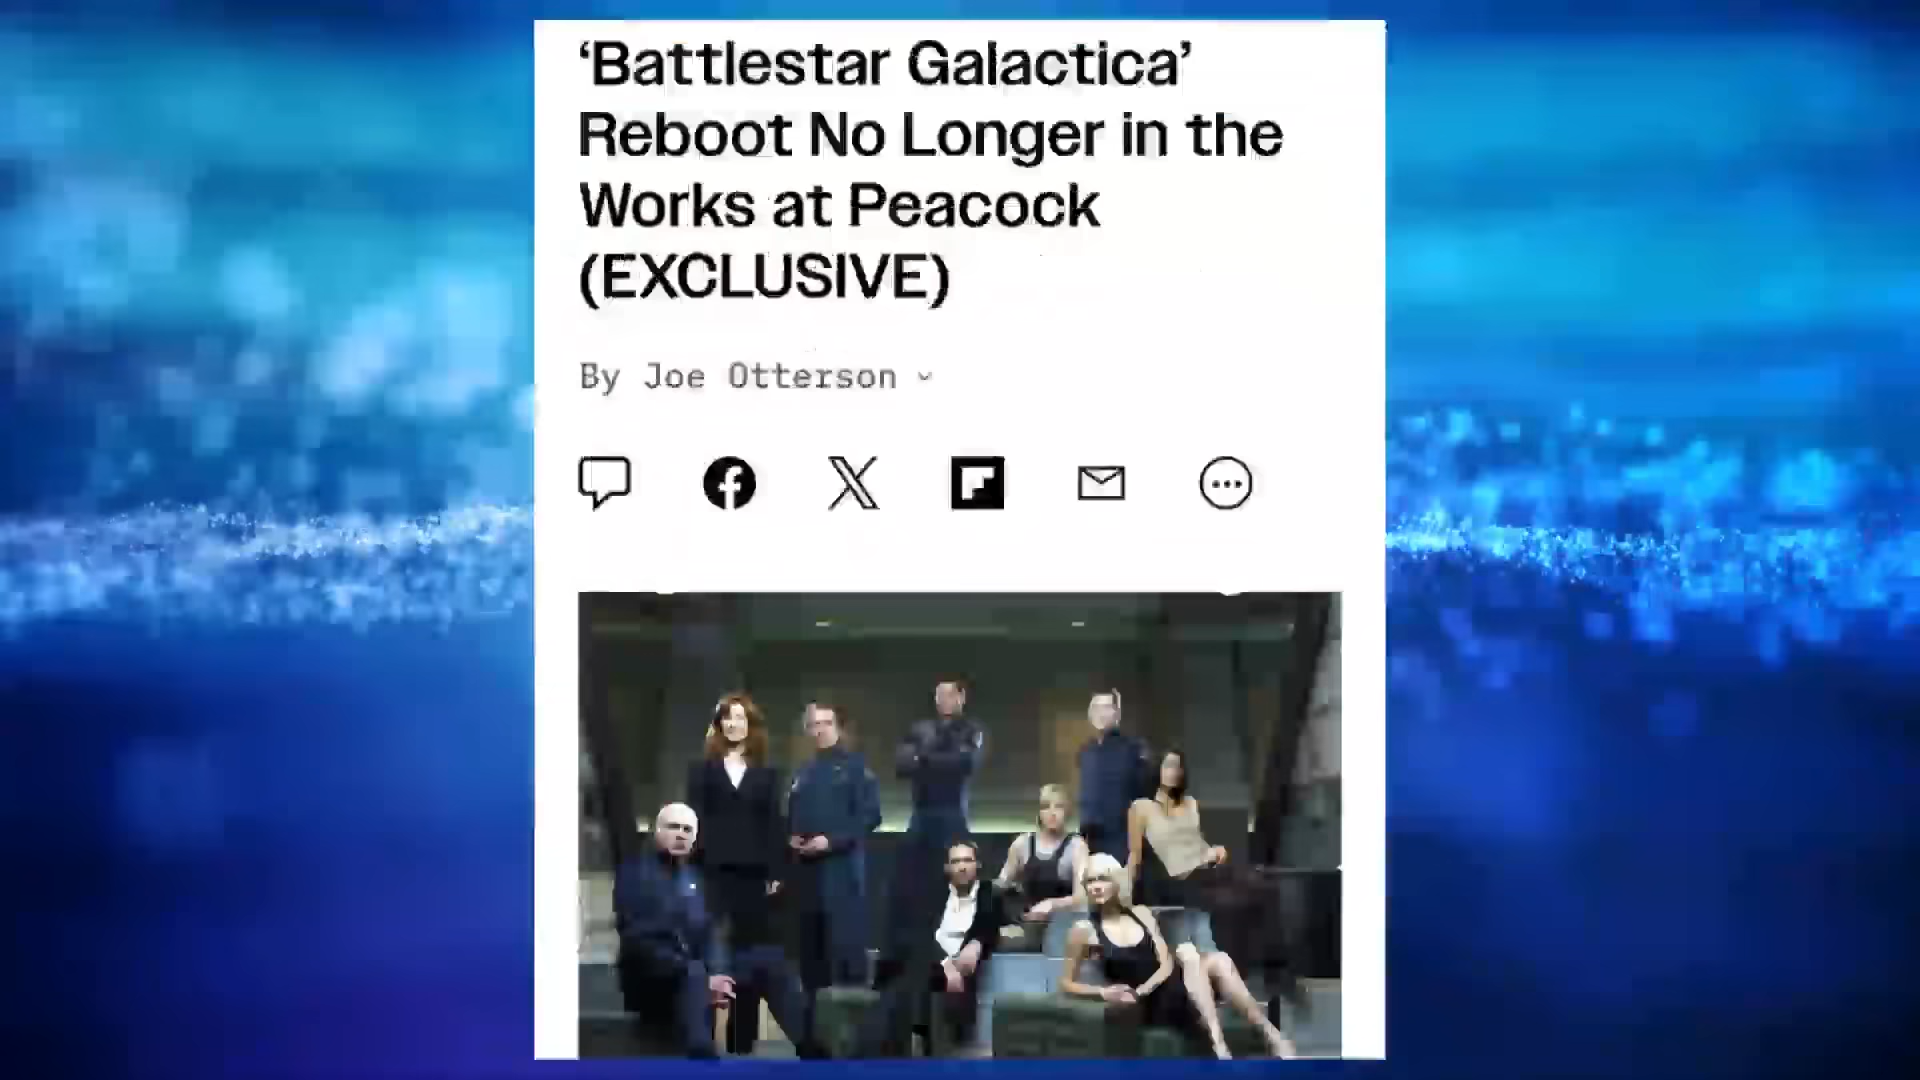 ‘Battlestar Galactica’
Reboot No Longer in the
Works at Peacock
(EXCLUSIVE)
By Joe Otterson